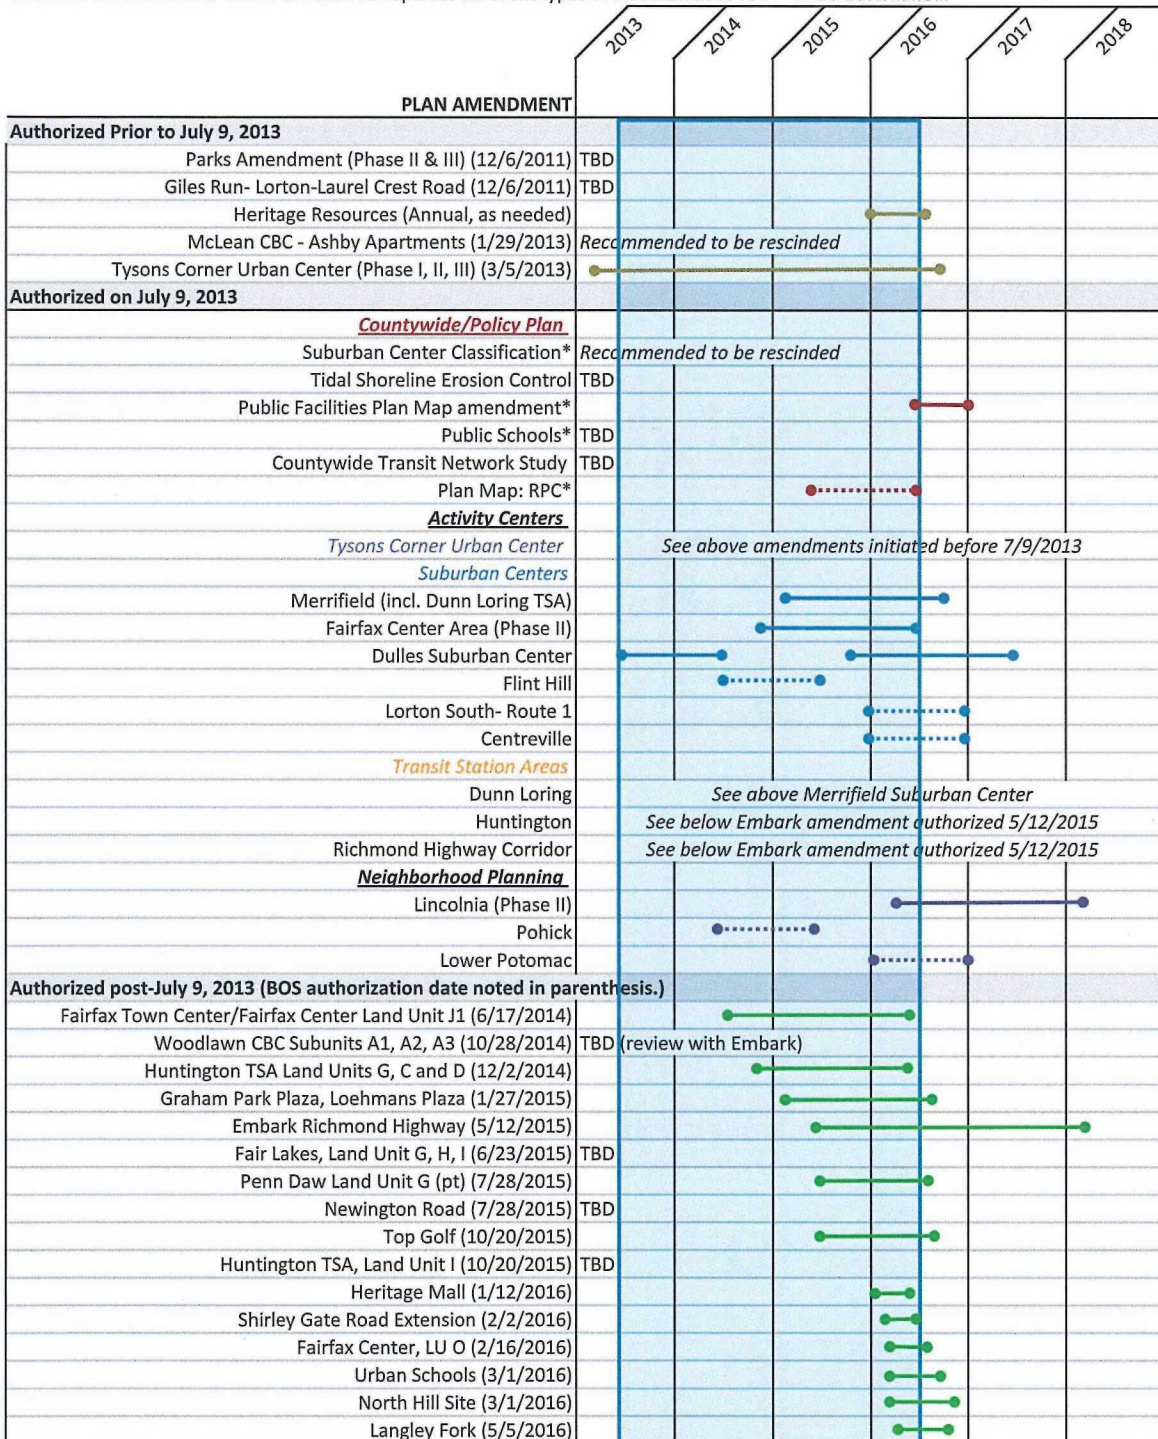 2013 2014 2015 2016 2017 2018
PLAN AMENDMENT
Authorized Prior to July 9, 2013
Parks Amendment (Phase II & III) (12/6/2011) TBD
Giles Run- Lorton-Laurel Crest Road (12/6/2011) TBD
Heritage Resources (Annual, as needed)
McLean CBC - Ashby Apartments (1/29/2013) Recommended to be rescinded
Tysons Corner Urban Center (Phase I, II, III) (3/5/2013)
Authorized on July 9, 2013
Countywide/Policy Plan
Suburban Center Classification* Recommended to be rescinded
Tidal Shoreline Erosion Control TBD
Public Facilities Plan Map amendment*
Public Schools* TBD
Countywide Transit Network Study TBD
Plan Map: RPC*
Activity Centers
Tysons Corner Urban Center See above amendments initiated before 7/9/2013
Suburban Centers
Merrifield (incl. Dunn Loring TSA)
Fairfax Center Area (Phase II)
Dulles Suburban Center
Flint Hill
Lorton South- Route 1
Centreville
Transit Station Areas
Dunn Loring See above Merrifield Suburban Center
Huntington See below Embark amendment authorized 5/12/2015
Richmond Highway Corridor See below Embark amendment authorized 5/12/2015
Neighborhood Planning
Lincolnia (Phase II)
Pohick
Lower Potomac
Authorized post-July 9, 2013 (BOS authorization date noted in parenthesis.)
Fairfax Town Center/Fairfax Center Land Unit J1 (6/17/2014)
Woodlawn CBC Subunits A1, A2, A3 (10/28/2014) TBD (review with Embark)
Huntington TSA Land Units G, C and D (12/2/2014)
Graham Park Plaza, Loehmans Plaza (1/27/2015)
Embark Richmond Highway (5/12/2015)
Fair Lakes, Land Unit G, H, I (6/23/2015) TBD
Penn Daw Land Unit G (pt) (7/28/2015)
Newington Road (7/28/2015) TBD
Top Golf (10/20/2015)
Huntington TSA, Land Unit I (10/20/2015) TBD
Heritage Mall (1/12/2016)
Shirley Gate Road Extension (2/2/2016)
Fairfax Center, LU O (2/16/2016)
Urban Schools (3/1/2016)
North Hill Site (3/1/2016)
Langley Fork (5/5/2016)